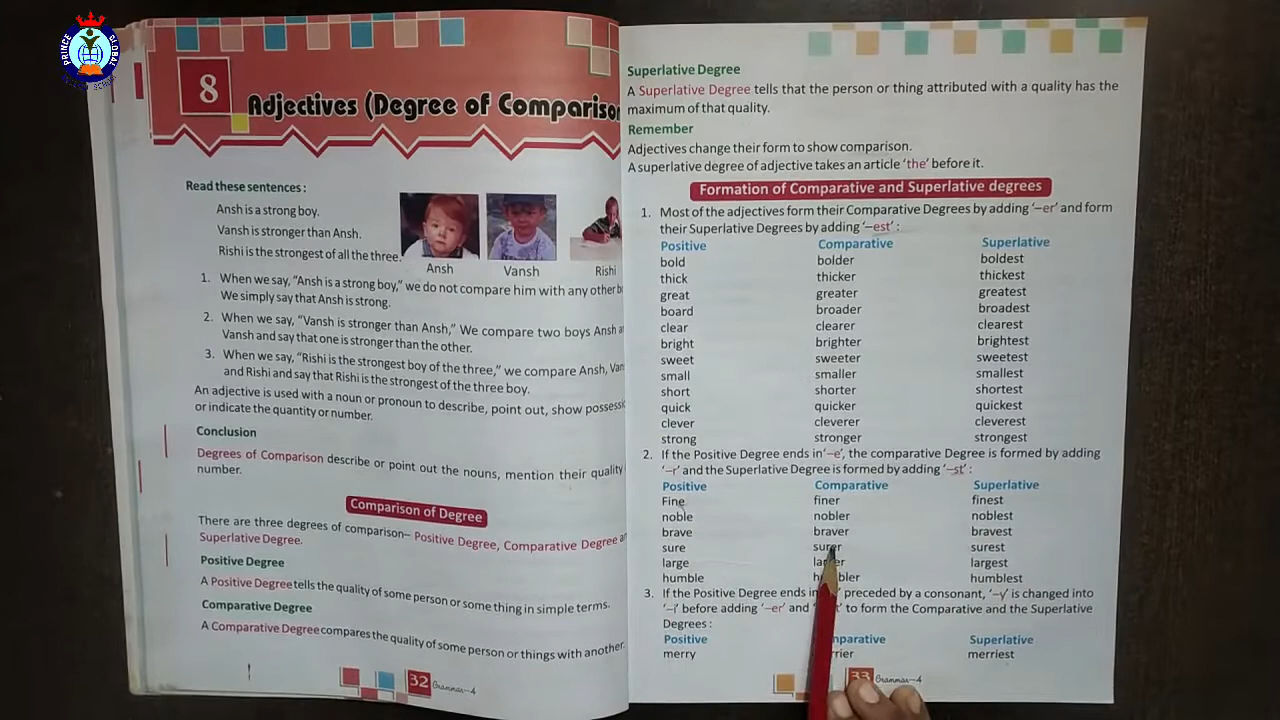 PRINCE GLOBAL
8
Adjectives (Degree of Comparison
Read these sentences :
Ansh is a strong boy.
Vansh is stronger than Ansh.
Rishi is the strongest of all the three.
Ansh
Vansh
Rishi
1. When we say, "Ansh is a strong boy," we do not compare him with any other
We simply say that Ansh is strong.
2. When we say, "Vansh is stronger than Ansh," We compare two boys Ansh
Vansh and say that one is stronger than the other.
3. When we say, "Rishi is the strongest boy of the three," we compare Ansh,
and Rishi and say that Rishi is the strongest of the three boy.
An adjective is used with a noun or pronoun to describe, point out, show
or indicate the quantity or number.
Conclusion
Degrees of Comparison describe or point out the nouns, mention their quality
number.
Comparison of Degree
There are three degrees of comparison– Positive Degree, Comparative Degree
Superlative Degree.
Positive Degree
A Positive Degree tells the quality of some person or some thing in simple terms.
Comparative Degree
A Comparative Degree compares the quality of some person or things with another.
32 Grammar-4
Superlative Degree
A Superlative Degree tells that the person or thing attributed with a quality has the
maximum of that quality.
Remember
Adjectives change their form to show comparison.
A superlative degree of adjective takes an article 'the' before it.
Formation of Comparative and Superlative degrees
1. Most of the adjectives form their Comparative Degrees by adding '–er' and form
their Superlative Degrees by adding '–est' :
Positive Comparative Superlative
bold bolder boldest
thick thicker thickest
great greater greatest
board broader broadest
clear clearer clearest
bright brighter brightest
sweet sweeter sweetest
small smaller smallest
short shorter shortest
quick quicker quickest
clever cleverer cleverest
strong stronger strongest
2. If the Positive Degree ends in '–e', the comparative Degree is formed by adding
'–r' and the Superlative Degree is formed by adding '–st' :
Positive Comparative Superlative
Fine finer finest
noble nobler noblest
brave braver bravest
sure surer surest
large larger largest
humble humbler humblest
3. If the Positive Degree ends in preceded by a consonant, '–y' is changed into
'–i' before adding '–er' and to form the Comparative and the Superlative
Degrees :
Positive Superlative
merry merriest
33 Grammar-4